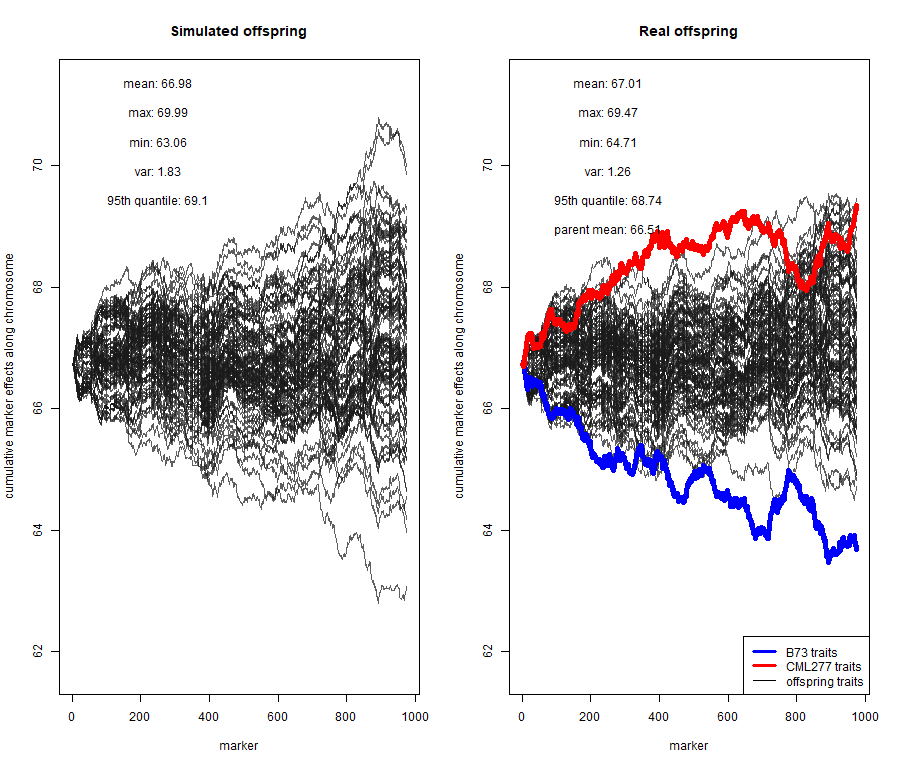 Simulated offspring
mean: 66.98
max: 69.99
min: 63.06
var: 1.83
95th quantile: 69.1
cumulative marker effects along chromosome
70
68
66
64
62
0
200
400
600
800
1000
marker
Real offspring
mean: 67.01
max: 69.47
min: 64.71
var: 1.26
95th quantile: 68.74
parent mean: 66.51
cumulative marker effects along chromosome
70
68
66
64
62
B73 traits
CML277 traits
offspring traits
0
200
400
600
800
1000
marker